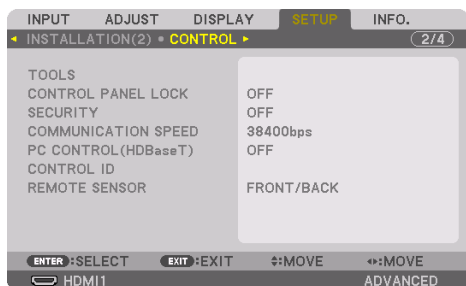 INPUT ADJUST DISPLAY SETUP INFO.
INSTALLATION(2) CONTROL 2/4
TOOLS
CONTROL PANEL LOCK OFF
SECURITY OFF
COMMUNICATION SPEED 38400bps
PC CONTROL(HDBaseT) OFF
CONTROL ID
REMOTE SENSOR FRONT/BACK
ENTER :SELECT EXIT :EXIT :MOVE :MOVE
HDMI1 ADVANCED